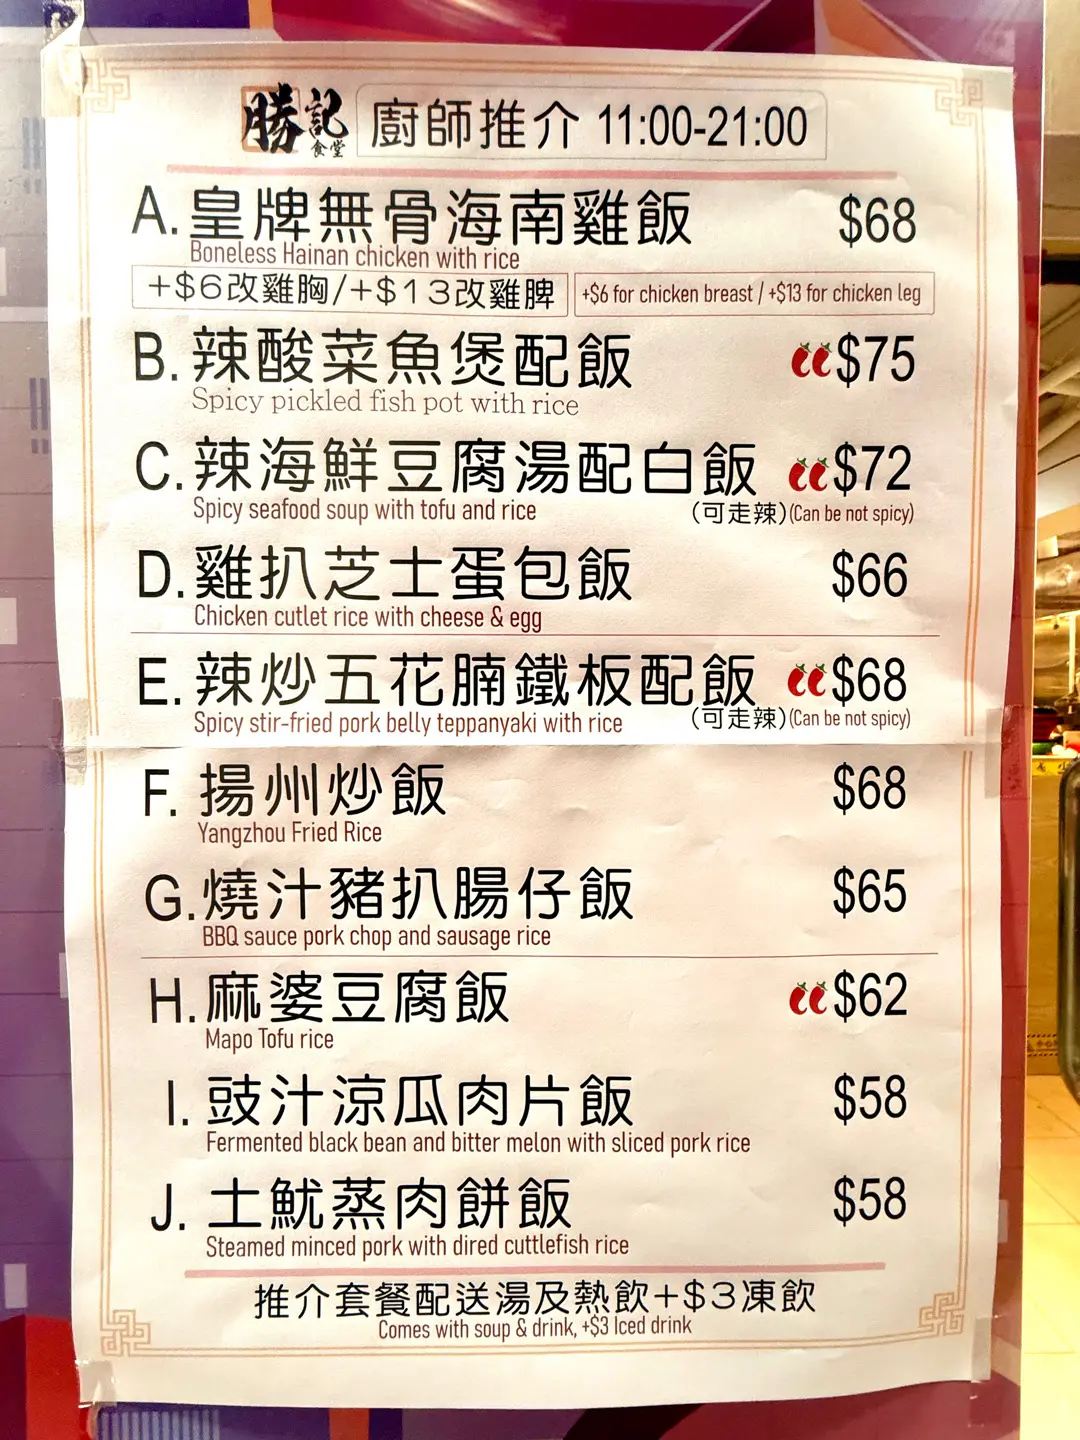 勝記食堂 廚師推介 11:00-21:00
A. 皇牌無骨海南雞飯 $68
Boneless Hainan chicken with rice
+$6改雞胸/+$13改雞脾 +$6 for chicken breast / +$13 for chicken leg
B. 辣酸菜魚煲配飯 $75
Spicy pickled fish pot with rice
C. 辣海鮮豆腐湯配白飯 $72
Spicy seafood soup with tofu and rice (可走辣)(Can be not spicy)
D. 雞扒芝士蛋包飯 $66
Chicken cutlet rice with cheese & egg
E. 辣炒五花腩鐵板配飯 $68
Spicy stir-fried pork belly teppanyaki with rice (可走辣)(Can be not spicy)
F. 揚州炒飯 $68
Yangzhou Fried Rice
G. 燒汁豬扒腸仔飯 $65
BBQ sauce pork chop and sausage rice
H. 麻婆豆腐飯 $62
Mapo Tofu rice
I. 豉汁涼瓜肉片飯 $58
Fermented black bean and bitter melon with sliced pork rice
J. 土魷蒸肉餅飯 $58
Steamed minced pork with dired cuttlefish rice
推介套餐配送湯及熱飲+$3凍飲
Comes with soup & drink, +$3 Iced drink